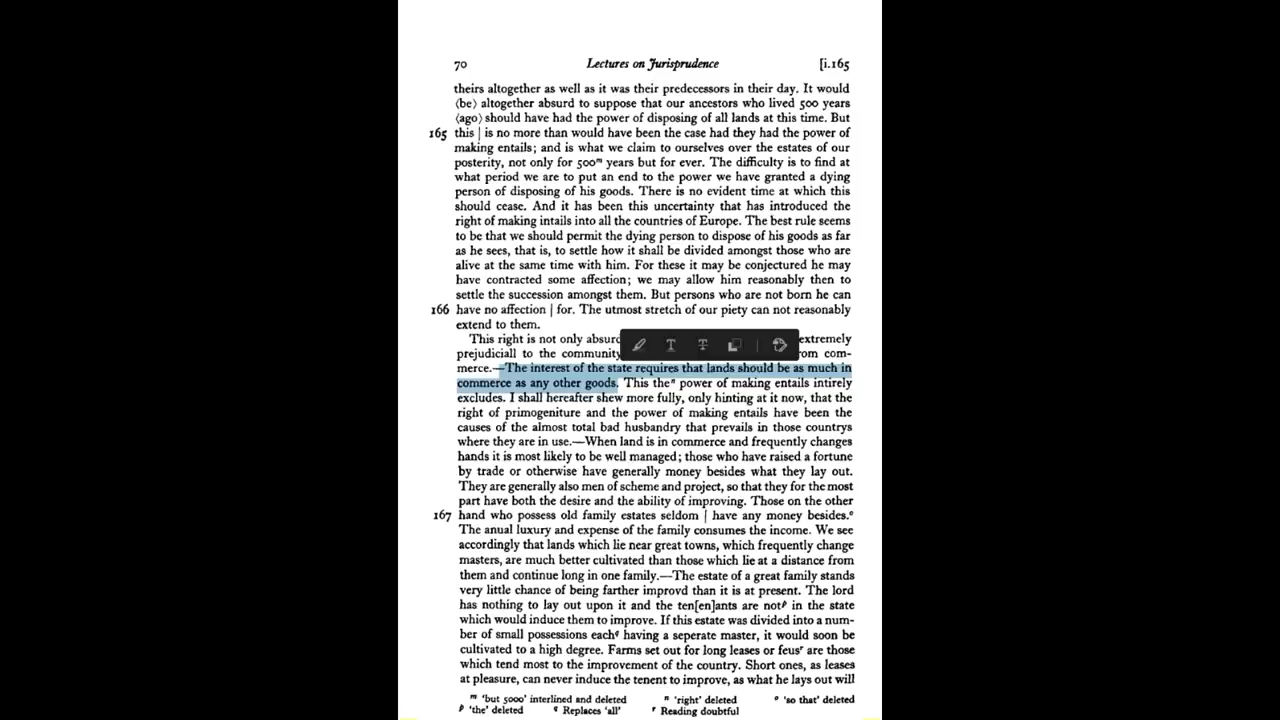 70 Lectures on Jurisprudence [i.165
theirs altogether as well as it was their predecessors in their day. It would
⟨be⟩ altogether absurd to suppose that our ancestors who lived 500 years
⟨ago⟩ should have had the power of disposing of all lands at this time. But
165 this | is no more than would have been the case had they had the power of
making entails; and is what we claim to ourselves over the estates of our
posterity, not only for 500ᵐ years but for ever. The difficulty is to find at
what period we are to put an end to the power we have granted a dying
person of disposing of his goods. There is no evident time at which this
should cease. And it has been this uncertainty that has introduced the
right of making intails into all the countries of Europe. The best rule seems
to be that we should permit the dying person to dispose of his goods as far
as he sees, that is, to settle how it shall be divided amongst those who are
alive at the same time with him. For these it may be conjectured he may
have contracted some affection; we may allow him reasonably then to
settle the succession amongst them. But persons who are not born he can
166 have no affection | for. The utmost stretch of our piety can not reasonably
extend to them.
This right is not only absurd extremely
prejudiciall to the community from com-
merce.—The interest of the state requires that lands should be as much in
commerce as any other goods. This theⁿ power of making entails intirely
excludes. I shall hereafter shew more fully, only hinting at it now, that the
right of primogeniture and the power of making entails have been the
causes of the almost total bad husbandry that prevails in those countrys
where they are in use.—When land is in commerce and frequently changes
hands it is most likely to be well managed; those who have raised a fortune
by trade or otherwise have generally money besides what they lay out.
They are generally also men of scheme and project, so that they for the most
part have both the desire and the ability of improving. Those on the other
167 hand who possess old family estates seldom | have any money besides.ᵒ
The anual luxury and expense of the family consumes the income. We see
accordingly that lands which lie near great towns, which frequently change
masters, are much better cultivated than those which lie at a distance from
them and continue long in one family.—The estate of a great family stands
very little chance of being farther improvd than it is at present. The lord
has nothing to lay out upon it and the ten[en]ants are notᵖ in the state
which would induce them to improve. If this estate was divided into a num-
ber of small possessions each^q having a seperate master, it would soon be
cultivated to a high degree. Farms set out for long leases or feusʳ are those
which tend most to the improvement of the country. Short ones, as leases
at pleasure, can never induce the tenent to improve, as what he lays out will
ᵐ 'but 5000' interlined and deleted ⁿ 'right' deleted ᵒ 'so that' deleted
ᵖ 'the' deleted ^q Replaces 'all' ʳ Reading doubtful